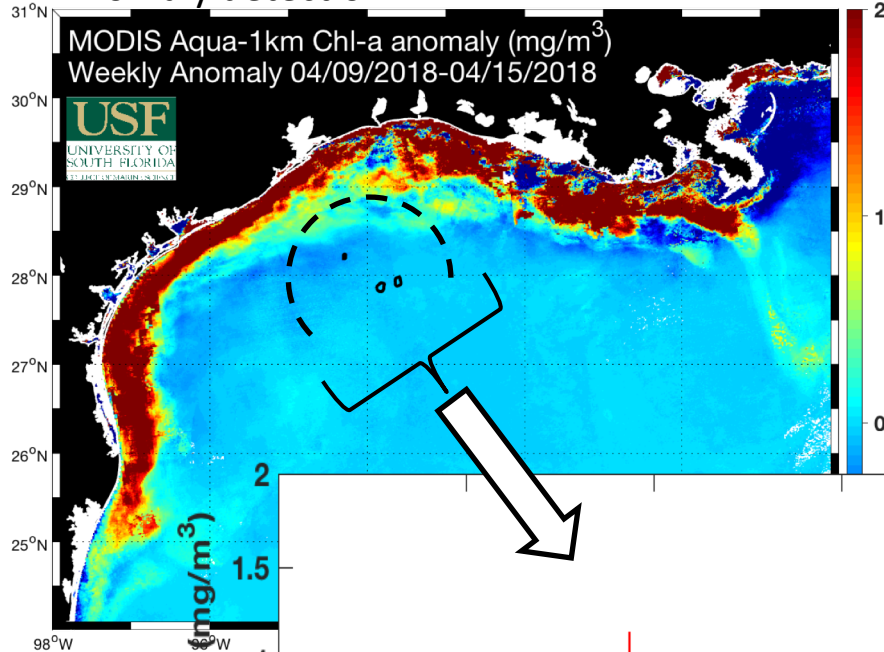 31°N
MODIS Aqua-1km Chl-a anomaly (mg/m³)
Weekly Anomaly 04/09/2018-04/15/2018
USF
UNIVERSITY OF
SOUTH FLORIDA
30°N
29°N
28°N
27°N
26°N
25°N
98°W
96°W
2
1
0
2
1.5
(mg/m³)